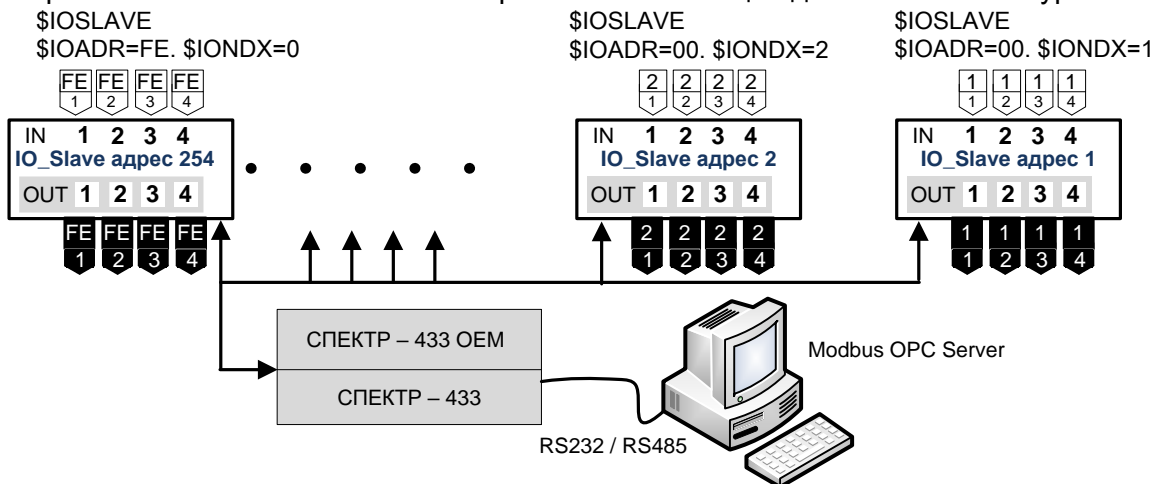 $IOSLAVE
$IOADR=FE. $IONDX=0
FE FE FE FE
1 2 3 4
IN 1 2 3 4
IO_Slave адрес 254
OUT 1 2 3 4
FE FE FE FE
1 2 3 4
$IOSLAVE
$IOADR=00. $IONDX=2
2 2 2 2
1 2 3 4
IN 1 2 3 4
IO_Slave адрес 2
OUT 1 2 3 4
2 2 2 2
1 2 3 4
$IOSLAVE
$IOADR=00. $IONDX=1
1 1 1 1
1 2 3 4
IN 1 2 3 4
IO_Slave адрес 1
OUT 1 2 3 4
1 1 1 1
1 2 3 4
СПЕКТР – 433 OEM
СПЕКТР – 433
Modbus OPC Server
RS232 / RS485